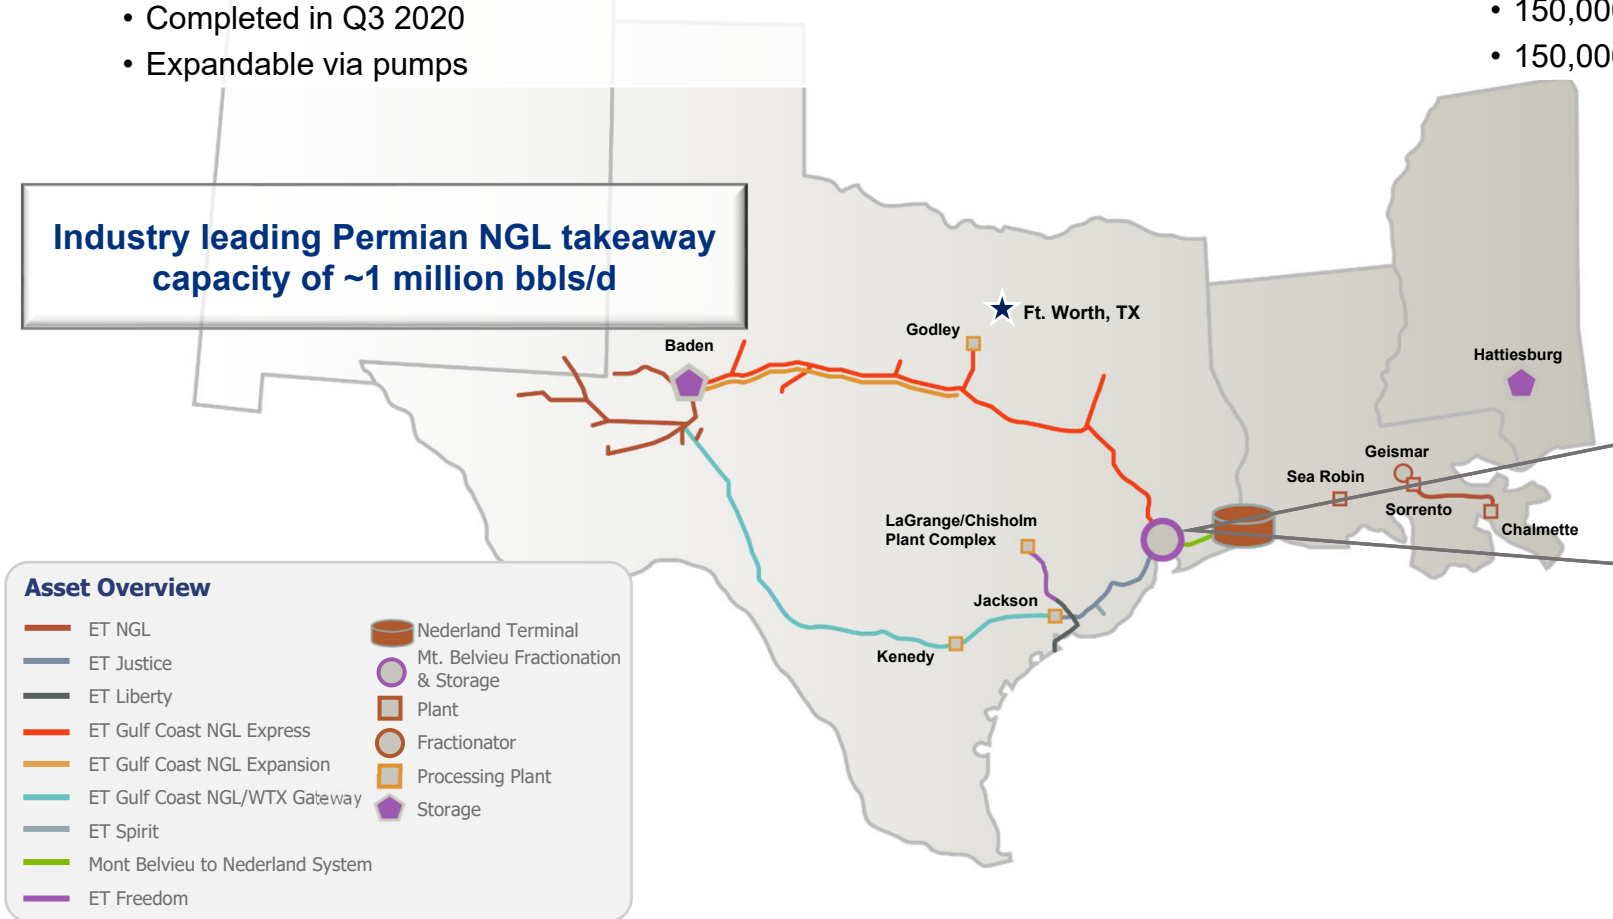 • Completed in Q3 2020
• Expandable via pumps
• 150,000
• 150,000
Industry leading Permian NGL takeaway
capacity of ~1 million bbls/d
Ft. Worth, TX
Godley
Baden
Hattiesburg
Geismar
Sea Robin
Sorrento
Chalmette
LaGrange/Chisholm
Plant Complex
Jackson
Kenedy
Asset Overview
ET NGL
ET Justice
ET Liberty
ET Gulf Coast NGL Express
ET Gulf Coast NGL Expansion
ET Gulf Coast NGL/WTX Gateway
ET Spirit
Mont Belvieu to Nederland System
ET Freedom
Nederland Terminal
Mt. Belvieu Fractionation
& Storage
Plant
Fractionator
Processing Plant
Storage